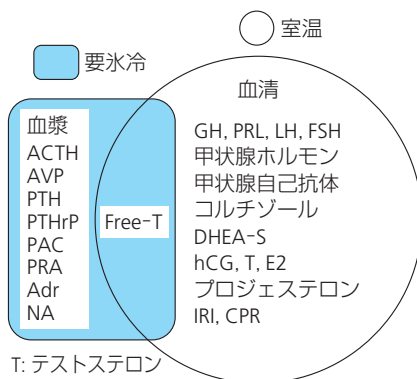 室温
要氷冷
血清
血漿
ACTH
AVP
PTH
PTHrP
PAC
PRA
Adr
NA
Free-T
GH, PRL, LH, FSH
甲状腺ホルモン
甲状腺自己抗体
コルチゾール
DHEA-S
hCG, T, E2
プロジェステロン
IRI, CPR
T: テストステロン